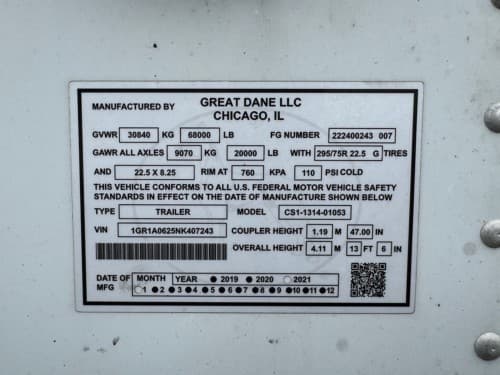 MANUFACTURED BY GREAT DANE LLC
CHICAGO, IL
GVWR 30840 KG 68000 LB FG NUMBER 222400243 007
GAWR ALL AXLES 9070 KG 20000 LB WITH 295/75R 22.5 G TIRES
AND 22.5 X 8.25 RIM AT 760 KPA 110 PSI COLD
THIS VEHICLE CONFORMS TO ALL U.S. FEDERAL MOTOR VEHICLE SAFETY
STANDARDS IN EFFECT ON THE DATE OF MANUFACTURE SHOWN BELOW
TYPE TRAILER MODEL CS1-1314-01053
VIN 1GR1A0625NK407243 COUPLER HEIGHT 1.19 M 47.00 IN
OVERALL HEIGHT 4.11 M 13 FT 6 IN
DATE OF MFG MONTH YEAR 2019 2020 2021
1 2 3 4 5 6 7 8 9 10 11 12